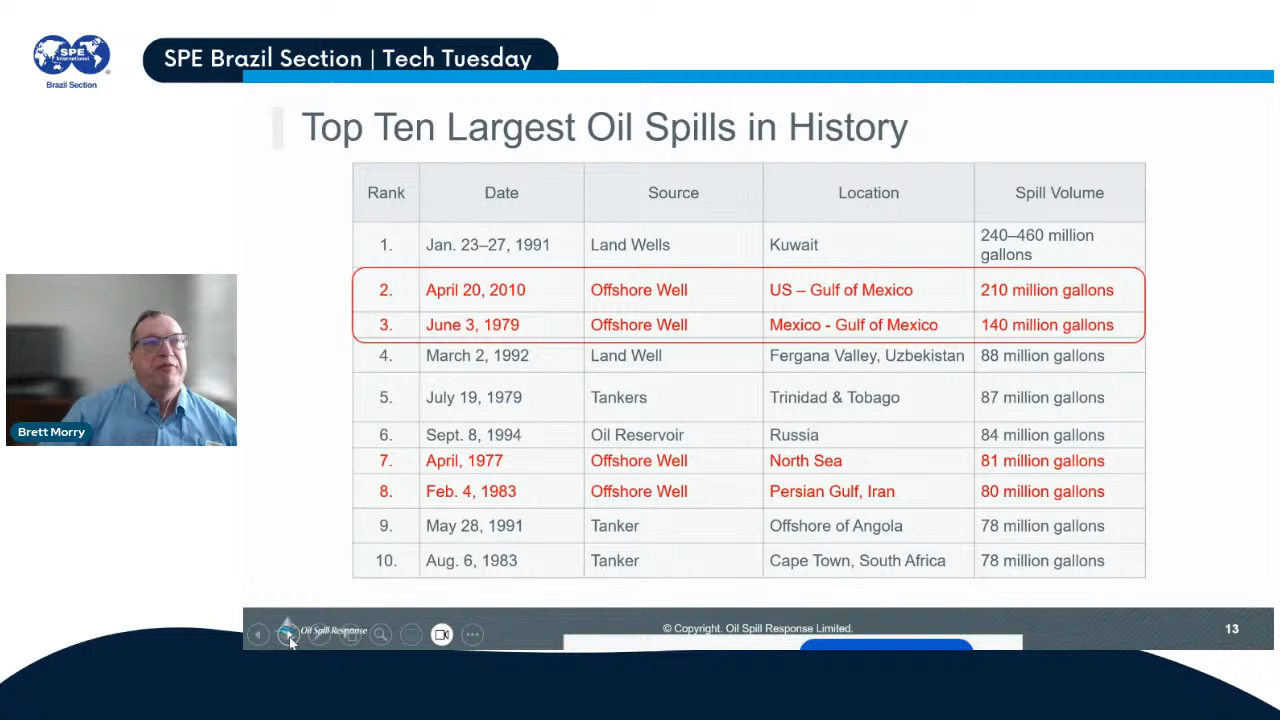 SPE
International
Brazil Section
SPE Brazil Section | Tech Tuesday
Top Ten Largest Oil Spills in History
Rank Date Source Location Spill Volume
1. Jan. 23–27, 1991 Land Wells Kuwait 240–460 million
gallons
2. April 20, 2010 Offshore Well US – Gulf of Mexico 210 million gallons
3. June 3, 1979 Offshore Well Mexico - Gulf of Mexico 140 million gallons
4. March 2, 1992 Land Well Fergana Valley, Uzbekistan 88 million gallons
5. July 19, 1979 Tankers Trinidad & Tobago 87 million gallons
6. Sept. 8, 1994 Oil Reservoir Russia 84 million gallons
7. April, 1977 Offshore Well North Sea 81 million gallons
8. Feb. 4, 1983 Offshore Well Persian Gulf, Iran 80 million gallons
9. May 28, 1991 Tanker Offshore of Angola 78 million gallons
10. Aug. 6, 1983 Tanker Cape Town, South Africa 78 million gallons
Brett Morry
Oil Spill Response
© Copyright. Oil Spill Response Limited.
13